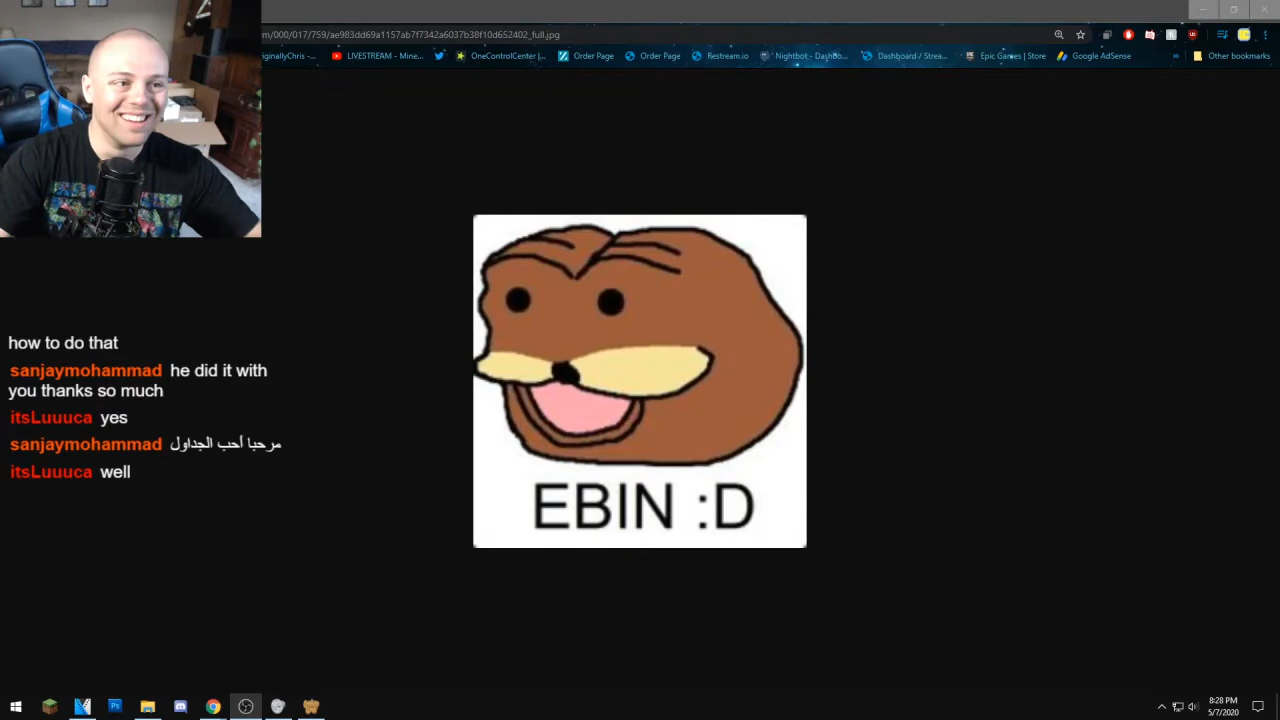 m/000/017/759/ae983dd69a1157ab7f7342a6037b38f10d652402_full.jpg
iginallyChris -... LIVESTREAM - Mine... OneControlCenter |... Order Page Order Page Restream.io Nightbot - Dashbo... Dashboard / Strea... Epic Games | Store Google AdSense Other bookmarks
how to do that
sanjaymohammad he did it with
you thanks so much
itsLuuuca yes
sanjaymohammad مرحبا أحب الجداول
itsLuuuca well
EBIN :D
8:28 PM
5/7/2020